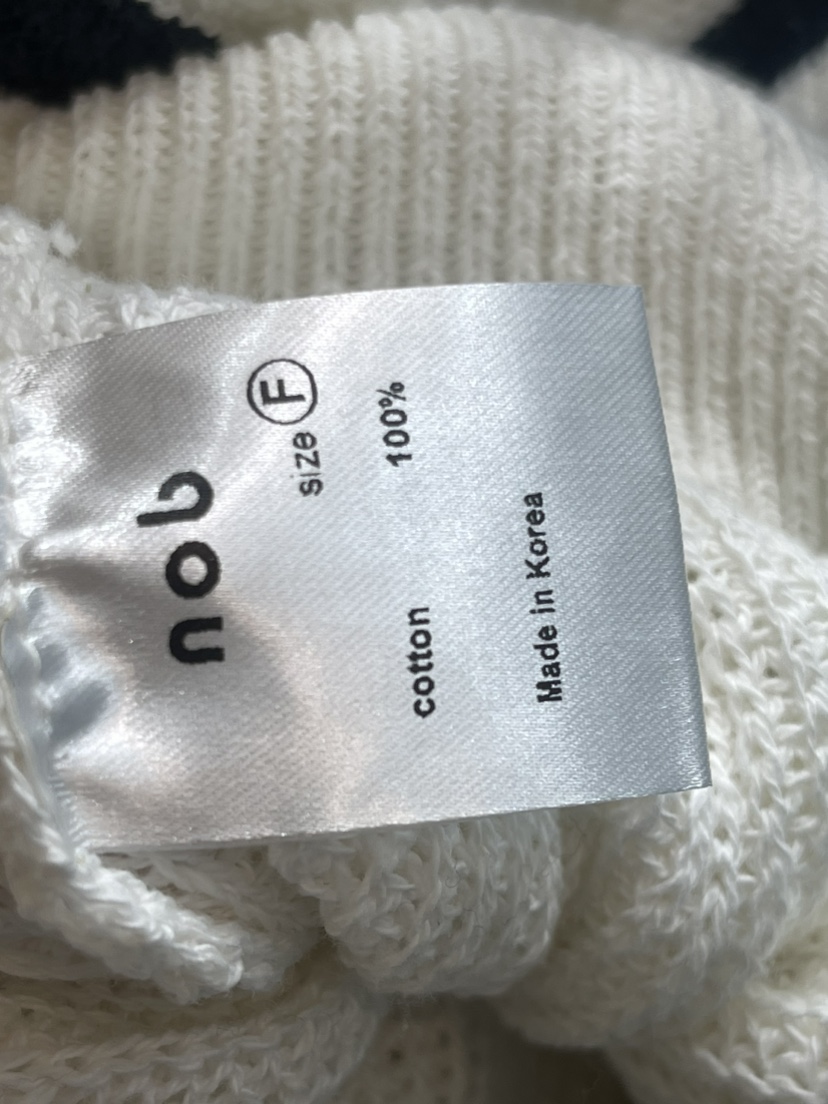 nob
size F
cotton 100%
Made in Korea